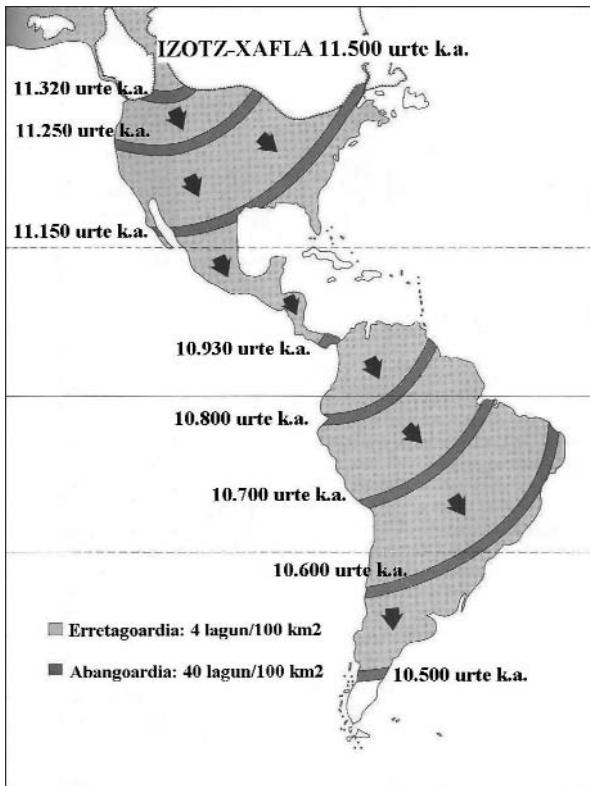 IZOTZ-XAFLA 11.500 urte k.a.
11.320 urte k.a.
11.250 urte k.a.
11.150 urte k.a.
10.930 urte k.a.
10.800 urte k.a.
10.700 urte k.a.
10.600 urte k.a.
Erretagoardia: 4 lagun/100 km2
Abangoardia: 40 lagun/100 km2
10.500 urte k.a.